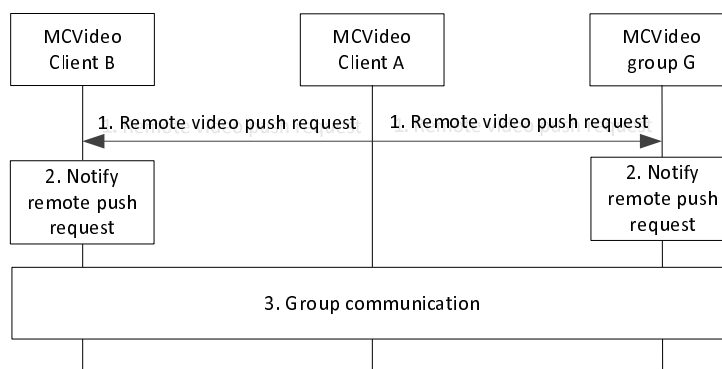 MCVideo
Client B
MCVideo
Client A
MCVideo
group G
1. Remote video push request
1. Remote video push request
2. Notify
remote push
request
2. Notify
remote push
request
3. Group communication